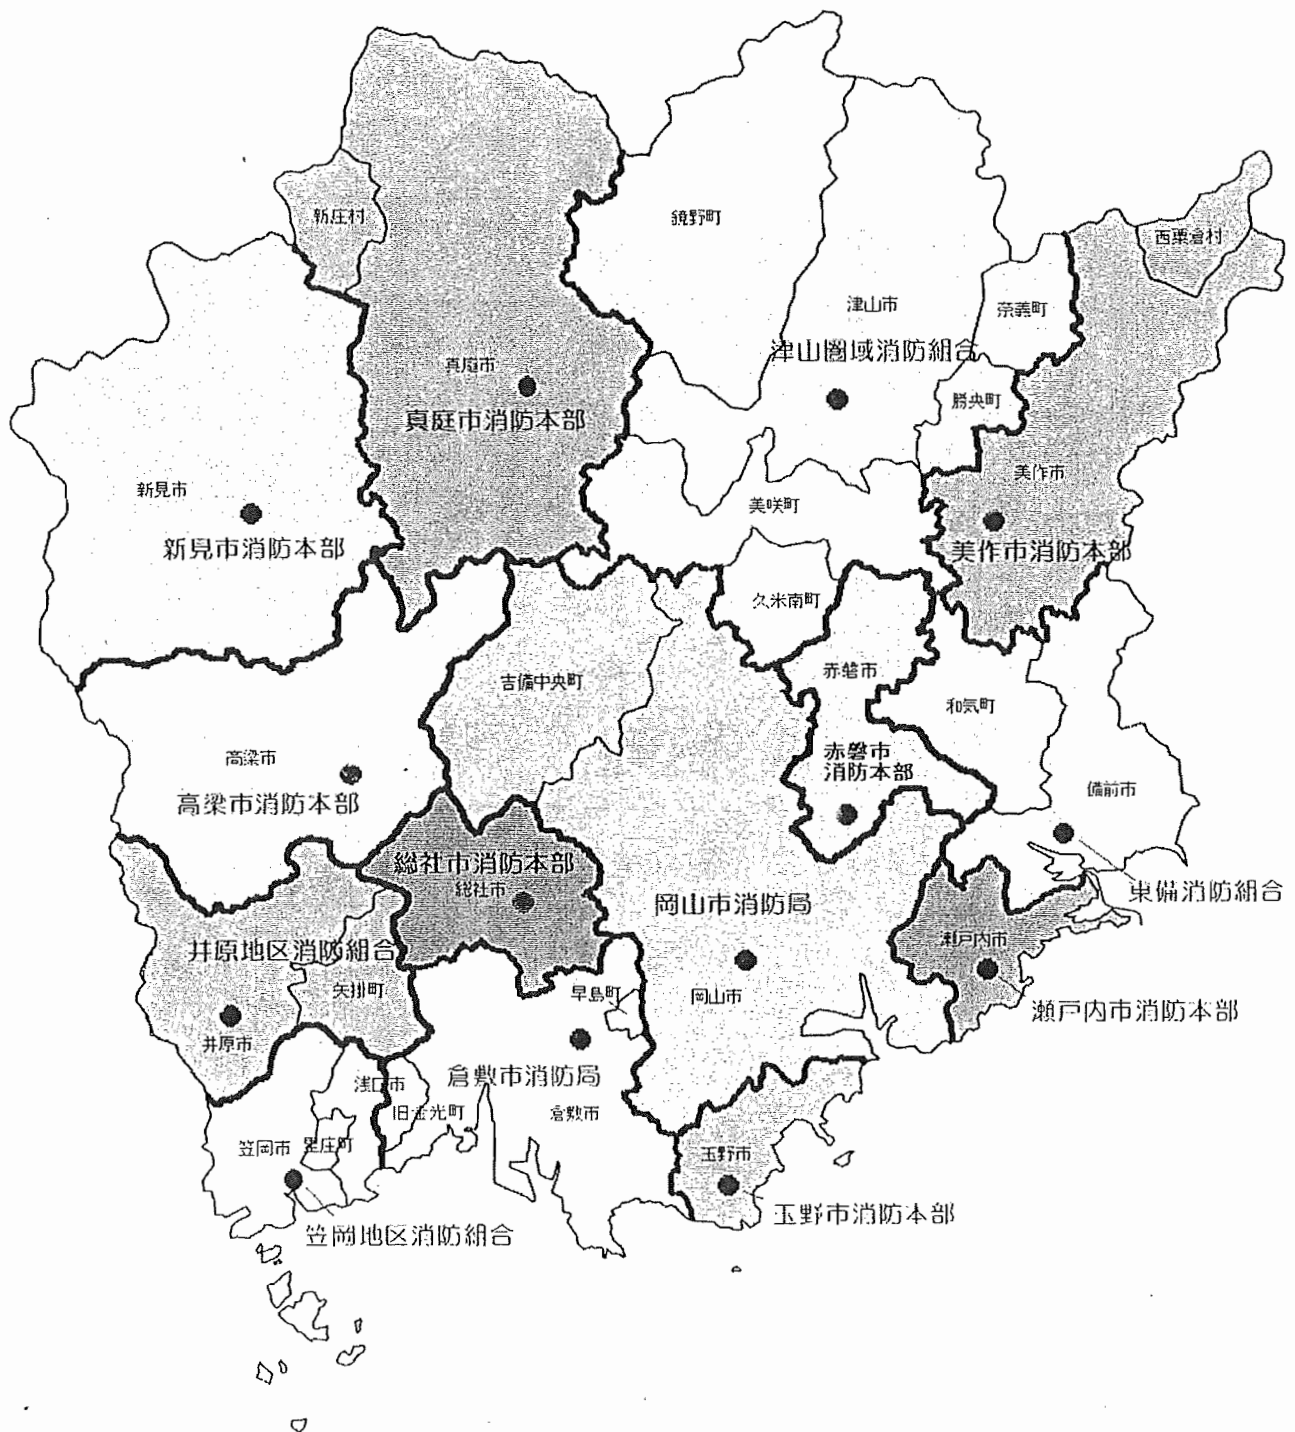 新庄村
鏡野町
西粟倉村
津山市
奈義町
津山圏域消防組合
真庭市
真庭市消防本部
勝央町
新見市
新見市消防本部
美咲町
美作市
美作市消防本部
久米南町
吉備中央町
赤磐市
和気町
高梁市
高梁市消防本部
赤磐市
消防本部
備前市
総社市消防本部
総社市
岡山市消防局
東備消防組合
井原地区消防組合
瀬戸内市
矢掛町
早島町
岡山市
瀬戸内市消防本部
井原市
浅口市
倉敷市消防局
旧金光町
倉敷市
笠岡市
里庄町
玉野市
玉野市消防本部
笠岡地区消防組合